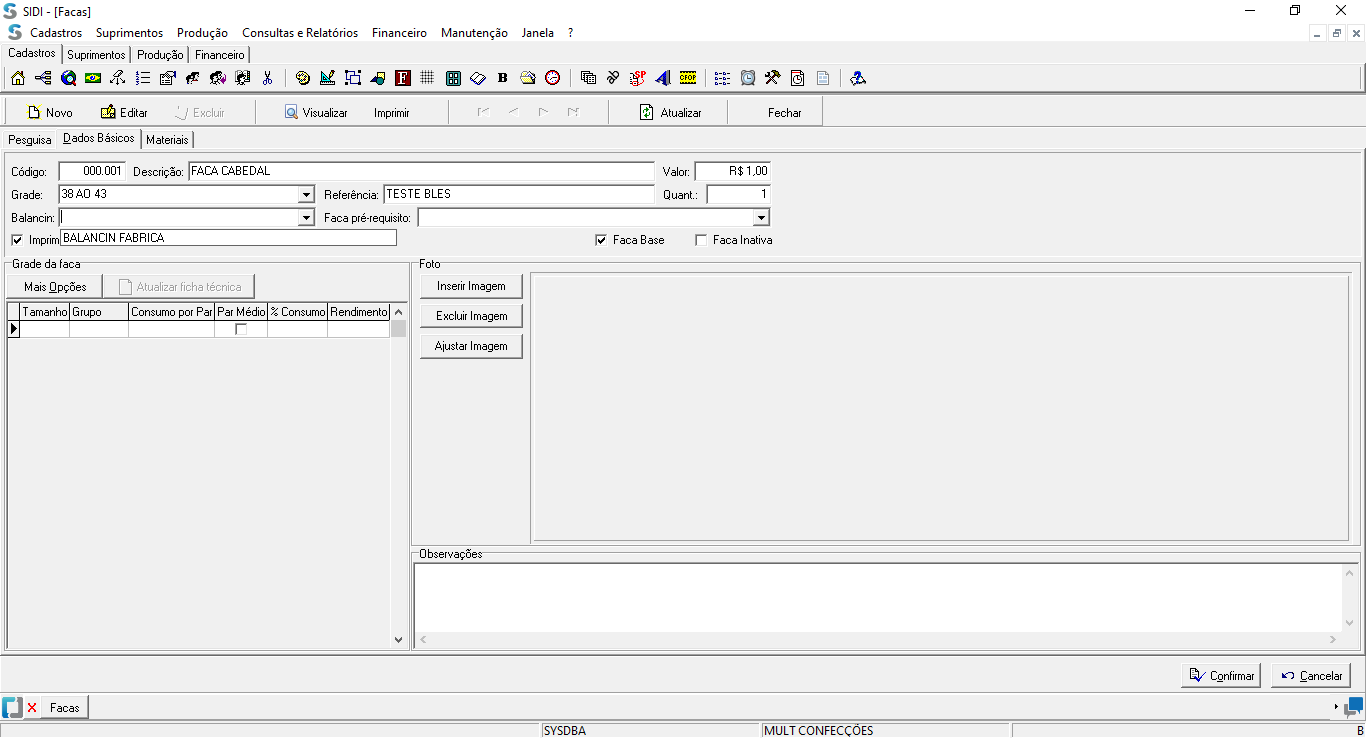 SIDI - [Facas]
Cadastros Suprimentos Produção Consultas e Relatórios Financeiro Manutenção Janela ?
Cadastros Suprimentos Produção Financeiro
F B SP CFOP
Novo Editar Excluir Visualizar Imprimir Atualizar Fechar
Pesquisa Dados Básicos Materiais
Código: 000.001 Descrição: FACA CABEDAL Valor: R$ 1,00
Grade: 38 AO 43 Referência: TESTE BLES Quant.: 1
Balancin: Faca pré-requisito:
Imprim BALANCIN FABRICA Faca Base Faca Inativa
Grade da faca Foto
Mais Opções Atualizar ficha técnica Inserir Imagem
Tamanho Grupo Consumo por Par Par Médio % Consumo Rendimento
Excluir Imagem
Ajustar Imagem
Observações
Confirmar Cancelar
Facas
SYSDBA MULT CONFECÇÕES B